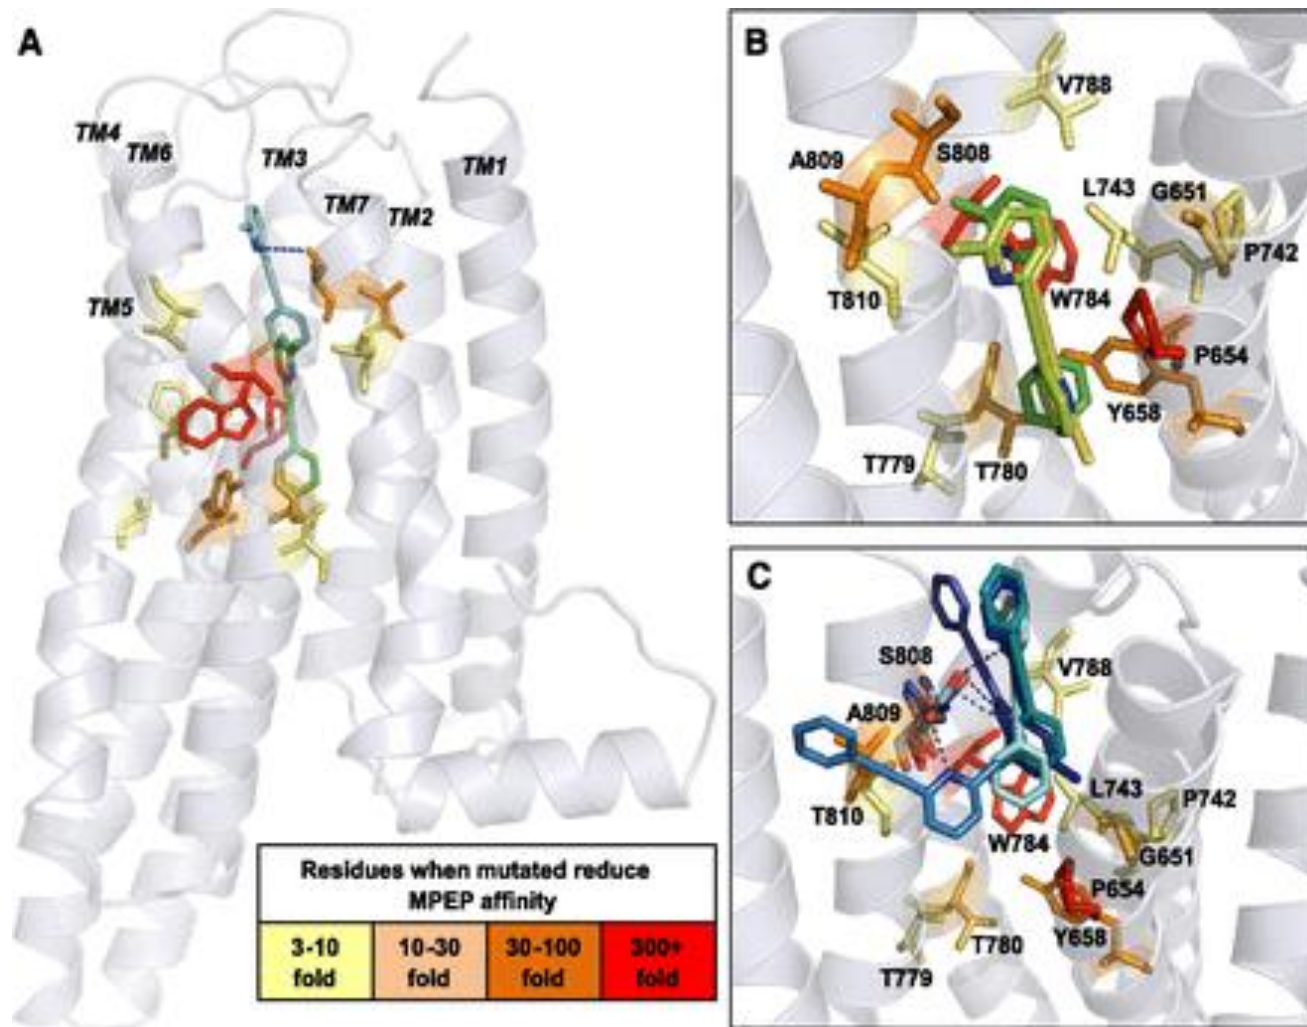 A
TM4
TM6
TM3
TM1
TM7
TM2
TM5
Residues when mutated reduce
MPEP affinity
3-10 10-30 30-100 300+
fold fold fold fold
B
V788
A809
S808
L743 G651
P742
T810
W784
P654
Y658
T779
T780
C
S808
V788
A809
L743
P742
T810
W784
G651
P654
Y658
T780
T779